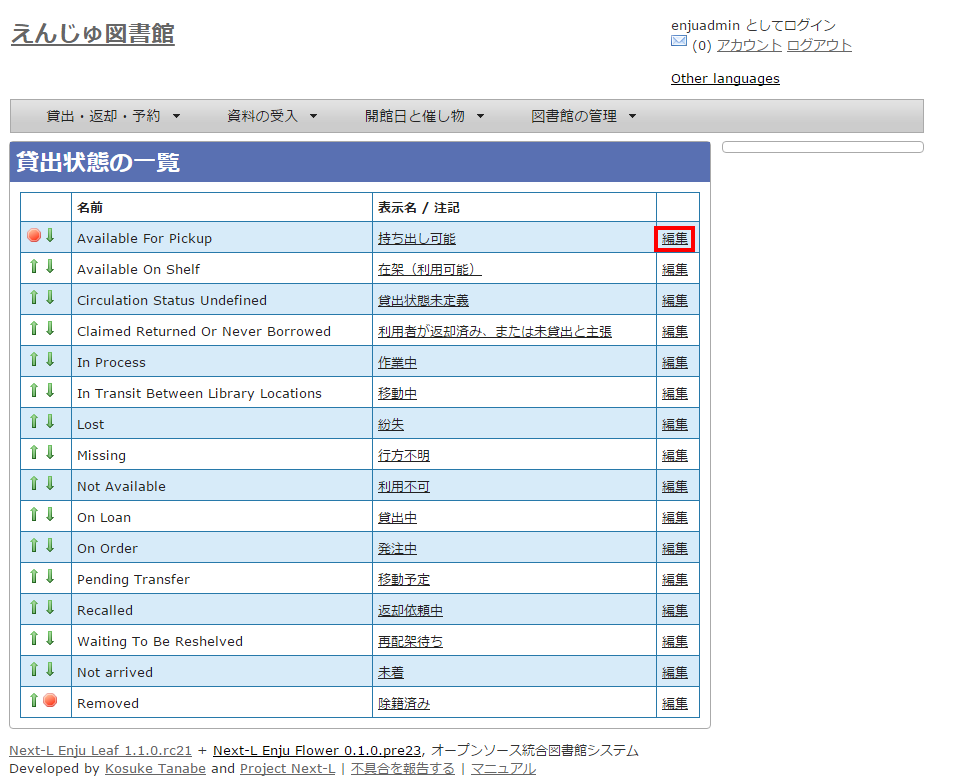 えんじゅ図書館
enjuadmin としてログイン
(0) アカウント ログアウト
Other languages
貸出・返却・予約 資料の受入 開館日と催し物 図書館の管理
貸出状態の一覧
名前 表示名 / 注記
Available For Pickup 持ち出し可能 編集
Available On Shelf 在架（利用可能） 編集
Circulation Status Undefined 貸出状態未定義 編集
Claimed Returned Or Never Borrowed 利用者が返却済み、または未貸出と主張 編集
In Process 作業中 編集
In Transit Between Library Locations 移動中 編集
Lost 紛失 編集
Missing 行方不明 編集
Not Available 利用不可 編集
On Loan 貸出中 編集
On Order 発注中 編集
Pending Transfer 移動予定 編集
Recalled 返却依頼中 編集
Waiting To Be Reshelved 再配架待ち 編集
Not arrived 未着 編集
Removed 除籍済み 編集
Next-L Enju Leaf 1.1.0.rc21 + Next-L Enju Flower 0.1.0.pre23, オープンソース統合図書館システム
Developed by Kosuke Tanabe and Project Next-L | 不具合を報告する | マニュアル